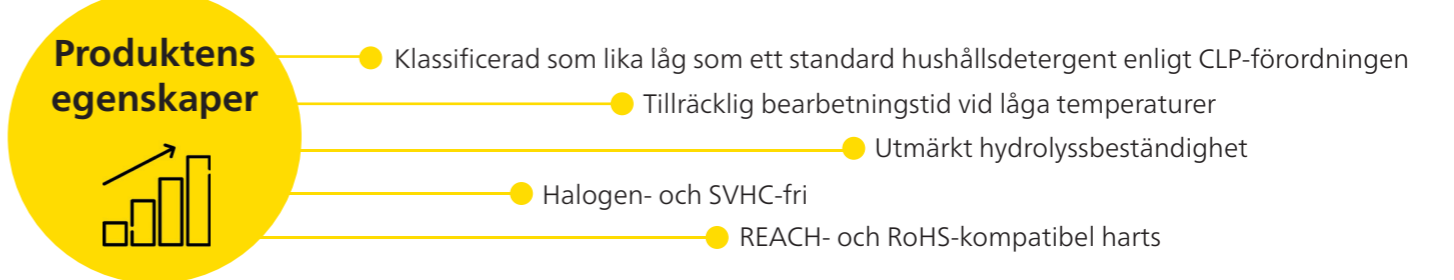 Produktens
egenskaper
Klassificerad som lika låg som ett standard hushållsdetergent enligt CLP-förordningen
Tillräcklig bearbetningstid vid låga temperaturer
Utmärkt hydrolyssbeständighet
Halogen- och SVHC-fri
REACH- och RoHS-kompatibel harts